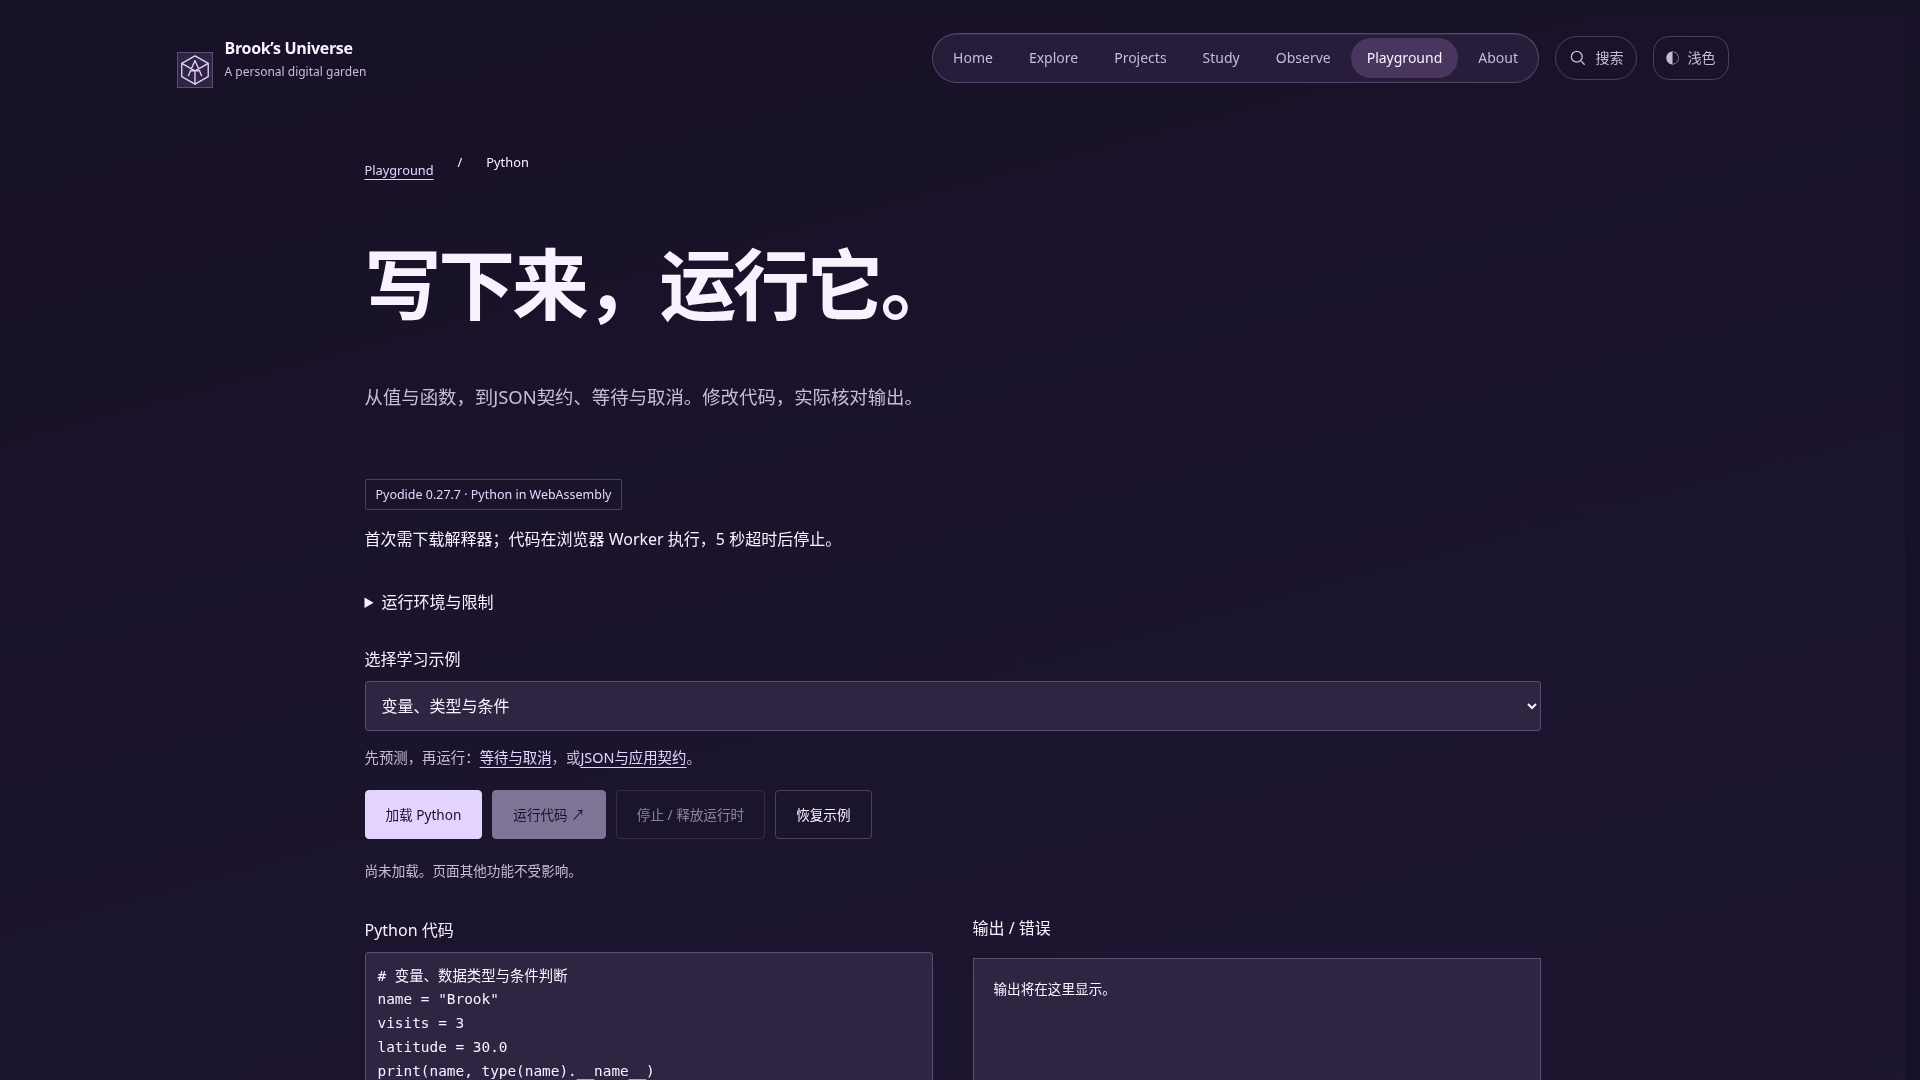 Brook’s Universe
A personal digital garden
Home Explore Projects Study Observe Playground About 搜索 浅色
Playground / Python
写下来，运行它。
从值与函数，到JSON契约、等待与取消。修改代码，实际核对输出。
Pyodide 0.27.7 · Python in WebAssembly
首次需下载解释器；代码在浏览器 Worker 执行，5 秒超时后停止。
运行环境与限制
选择学习示例
变量、类型与条件
先预测，再运行：等待与取消，或JSON与应用契约。
加载 Python 运行代码 ↗ 停止 / 释放运行时 恢复示例
尚未加载。页面其他功能不受影响。
Python 代码
# 变量、数据类型与条件判断
name = "Brook"
visits = 3
latitude = 30.0
print(name, type(name).__name__)
输出 / 错误
输出将在这里显示。